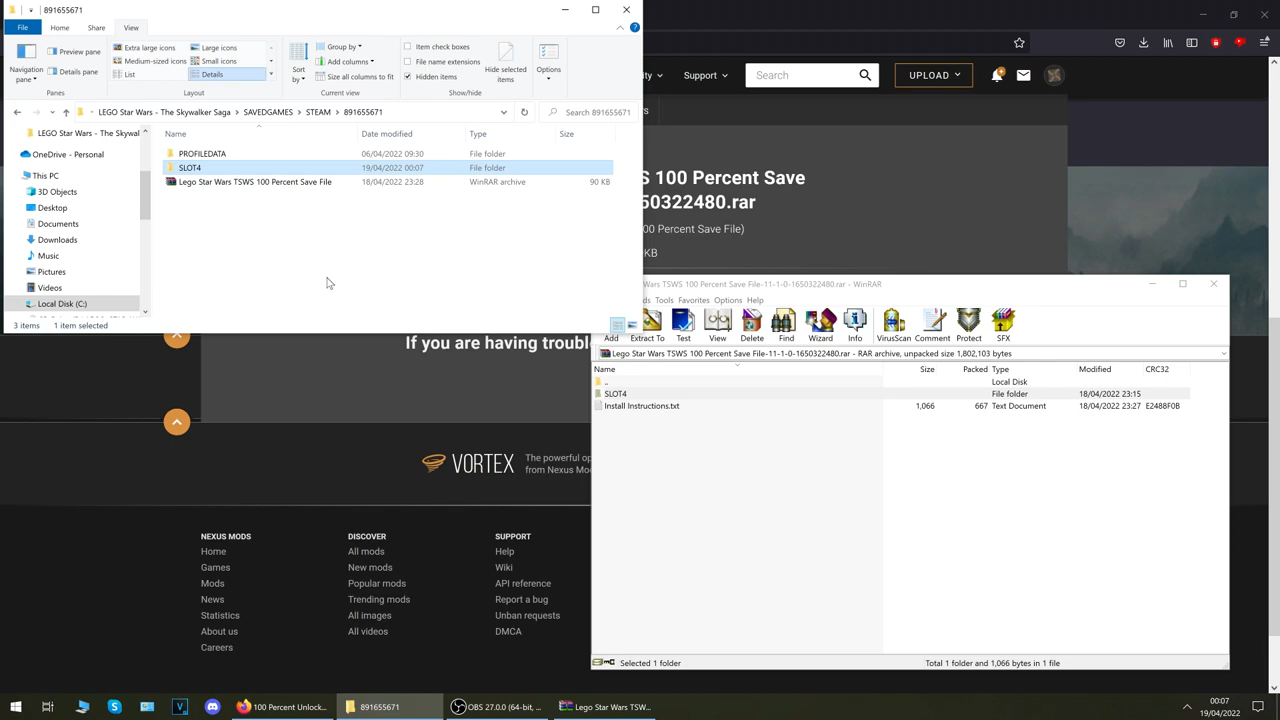 891655671
File Home Share View
Navigation pane
Preview pane
Details pane
Panes
Extra large icons Large icons
Medium-sized icons Small icons
List Details
Layout
Sort by
Group by
Add columns
Size all columns to fit
Current view
Item check boxes
File name extensions
Hidden items
Hide selected items
Show/hide
Options
LEGO Star Wars - The Skywalker Saga > SAVEDGAMES > STEAM > 891655671
Search 891655671
Name Date modified Type Size
PROFILEDATA 06/04/2022 09:30 File folder
SLOT4 19/04/2022 00:07 File folder
Lego Star Wars TSWS 100 Percent Save File 18/04/2022 23:28 WinRAR archive 90 KB
LEGO Star Wars - The Skywal
OneDrive - Personal
This PC
3D Objects
Desktop
Documents
Downloads
Music
Pictures
Videos
Local Disk (C:)
3 items 1 item selected
Support
Search
UPLOAD
S 100 Percent Save
50322480.rar
00 Percent Save File)
KB
If you are having troubl
Wars TSWS 100 Percent Save File-11-1-0-1650322480.rar - WinRAR
ds Tools Favorites Options Help
Add Extract To Test View Delete Find Wizard Info VirusScan Comment Protect SFX
Lego Star Wars TSWS 100 Percent Save File-11-1-0-1650322480.rar - RAR archive, unpacked size 1,802,103 bytes
Name Size Packed Type Modified CRC32
.. Local Disk
SLOT4 File folder 18/04/2022 23:15
Install Instructions.txt 1,066 667 Text Document 18/04/2022 23:27 E2488F0B
Selected 1 folder Total 1 folder and 1,066 bytes in 1 file
VORTEX
The powerful op
from Nexus Mo
NEXUS MODS
Home
Games
Mods
News
Statistics
About us
Careers
DISCOVER
All mods
New mods
Popular mods
Trending mods
All images
All videos
SUPPORT
Help
Wiki
API reference
Report a bug
Unban requests
DMCA
100 Percent Unlock...
891655671
OBS 27.0.0 (64-bit, ...
Lego Star Wars TSW...
00:07
19/04/2022